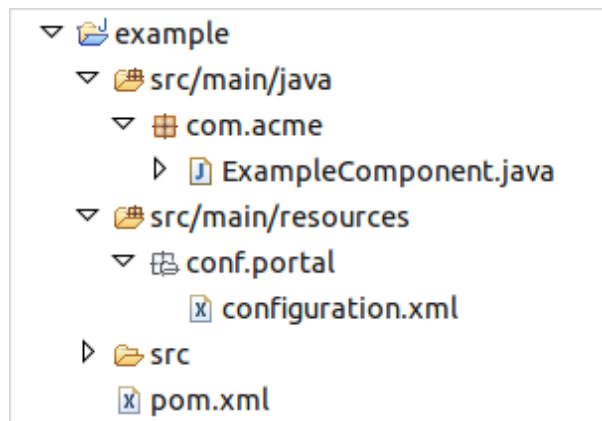 example
src/main/java
com.acme
ExampleComponent.java
src/main/resources
conf.portal
configuration.xml
src
pom.xml